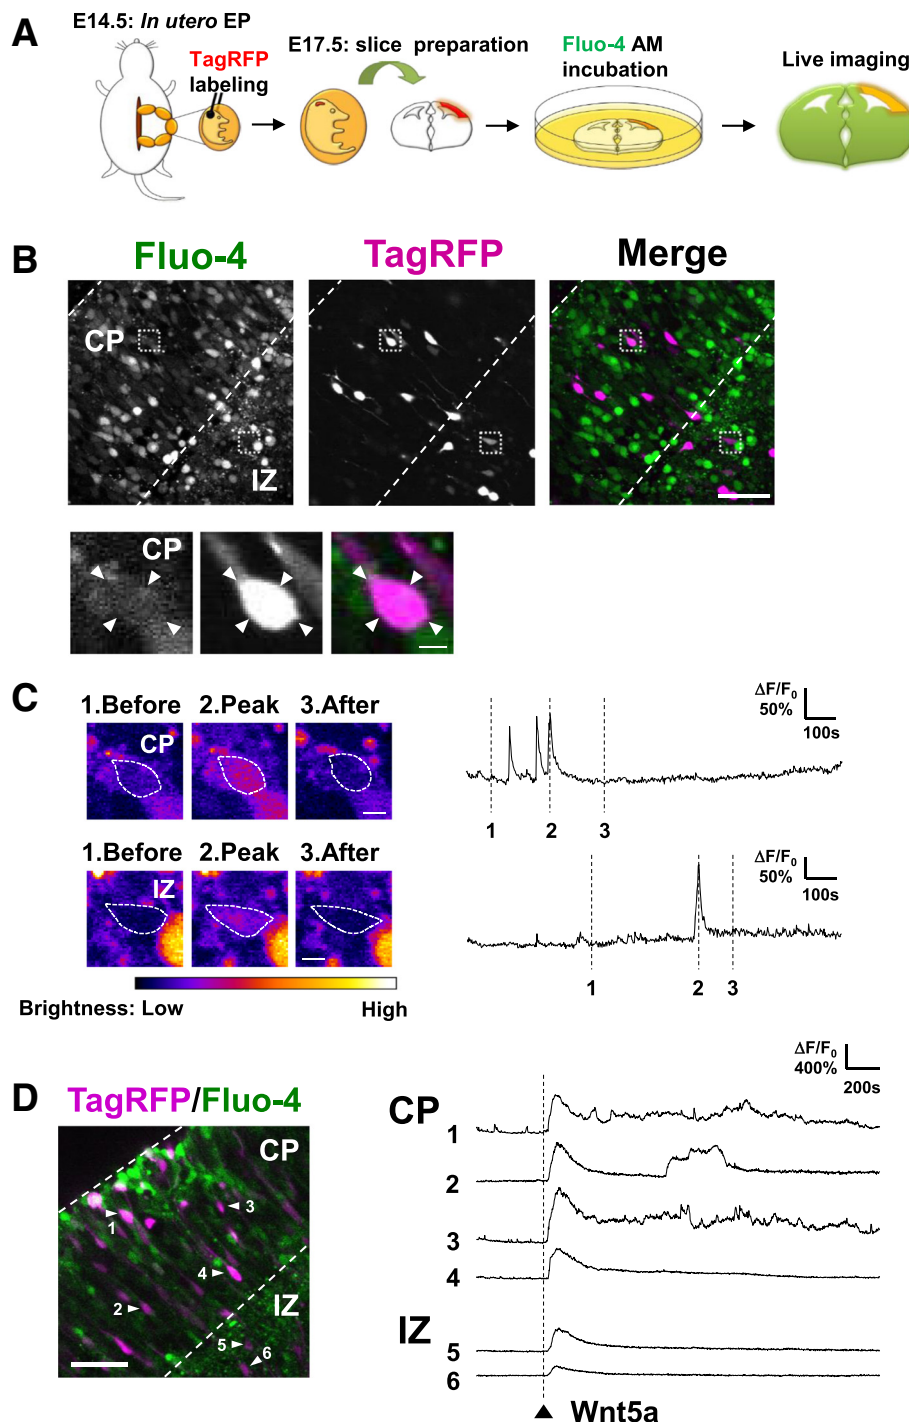 A
E14.5: In utero EP
TagRFP
labeling
E17.5: slice preparation
Fluo-4 AM
incubation
Live imaging
B
Fluo-4
TagRFP
Merge
CP
IZ
CP
C
1.Before 2.Peak 3.After
CP
1.Before 2.Peak 3.After
IZ
Brightness: Low High
ΔF/F0
50%
100s
1 2 3
ΔF/F0
50%
100s
1 2 3
D
TagRFP/Fluo-4
CP
1
3
4
2
IZ
5
6
ΔF/F0
400%
200s
CP
1
2
3
4
IZ
5
6
Wnt5a